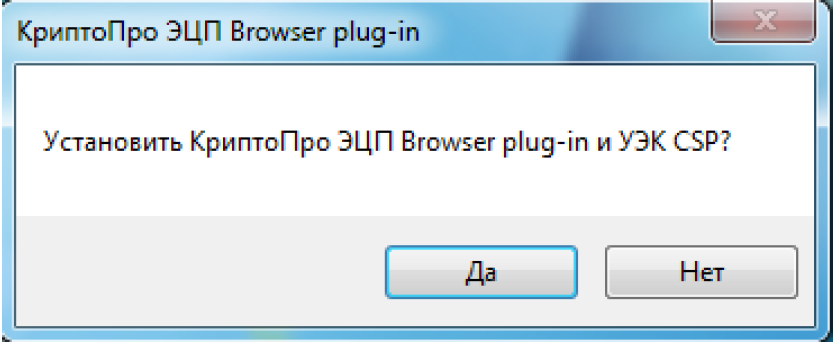 КриптоПро ЭЦП Browser plug-in
Установить КриптоПро ЭЦП Browser plug-in и УЭК CSP?
Да
Нет